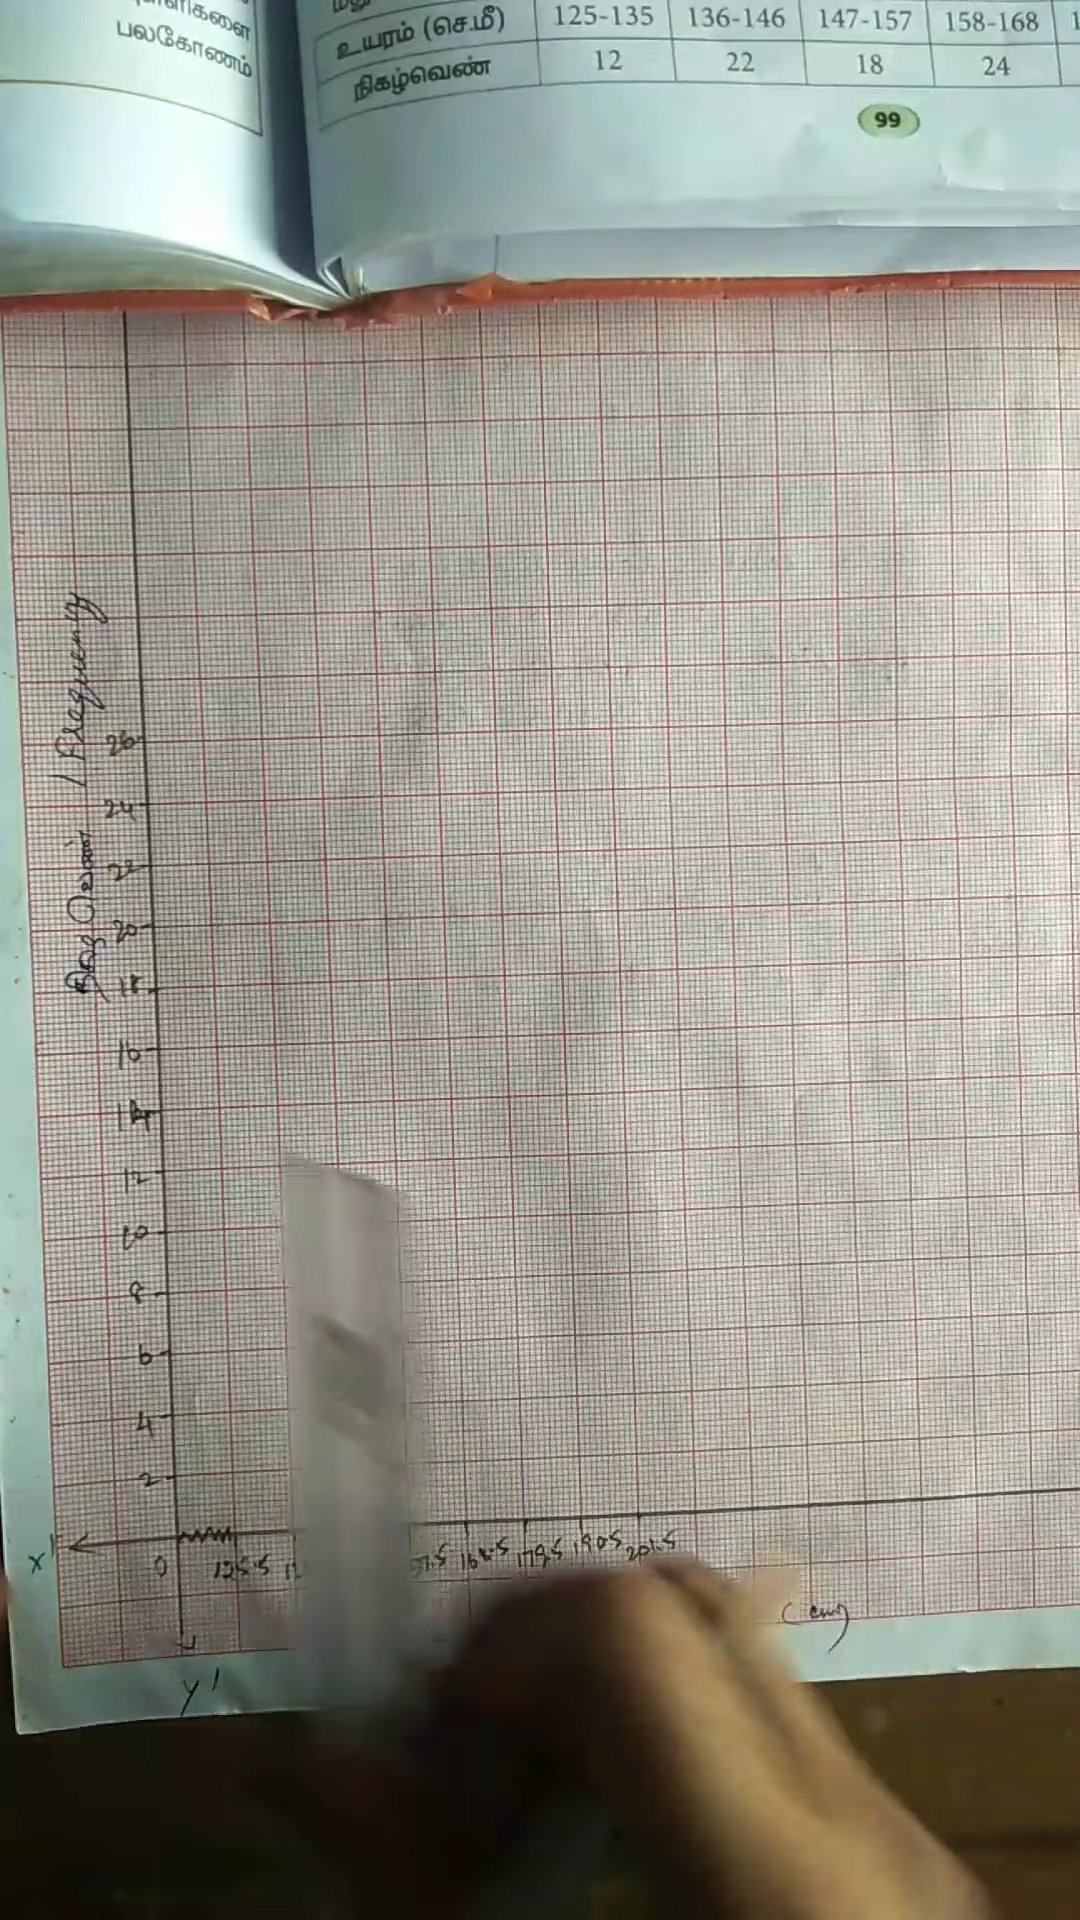 பலகோணம்
உயரம் (செ.மீ) 125-135 136-146 147-157 158-168
நிகழ்வெண் 12 22 18 24
99
நிகழ்வெண் / Frequency
26
24
22
20
18
16
14
12
10
8
6
4
2
X'
0 125.5 168.5 179.5 190.5 201.5
(cm)
Y'